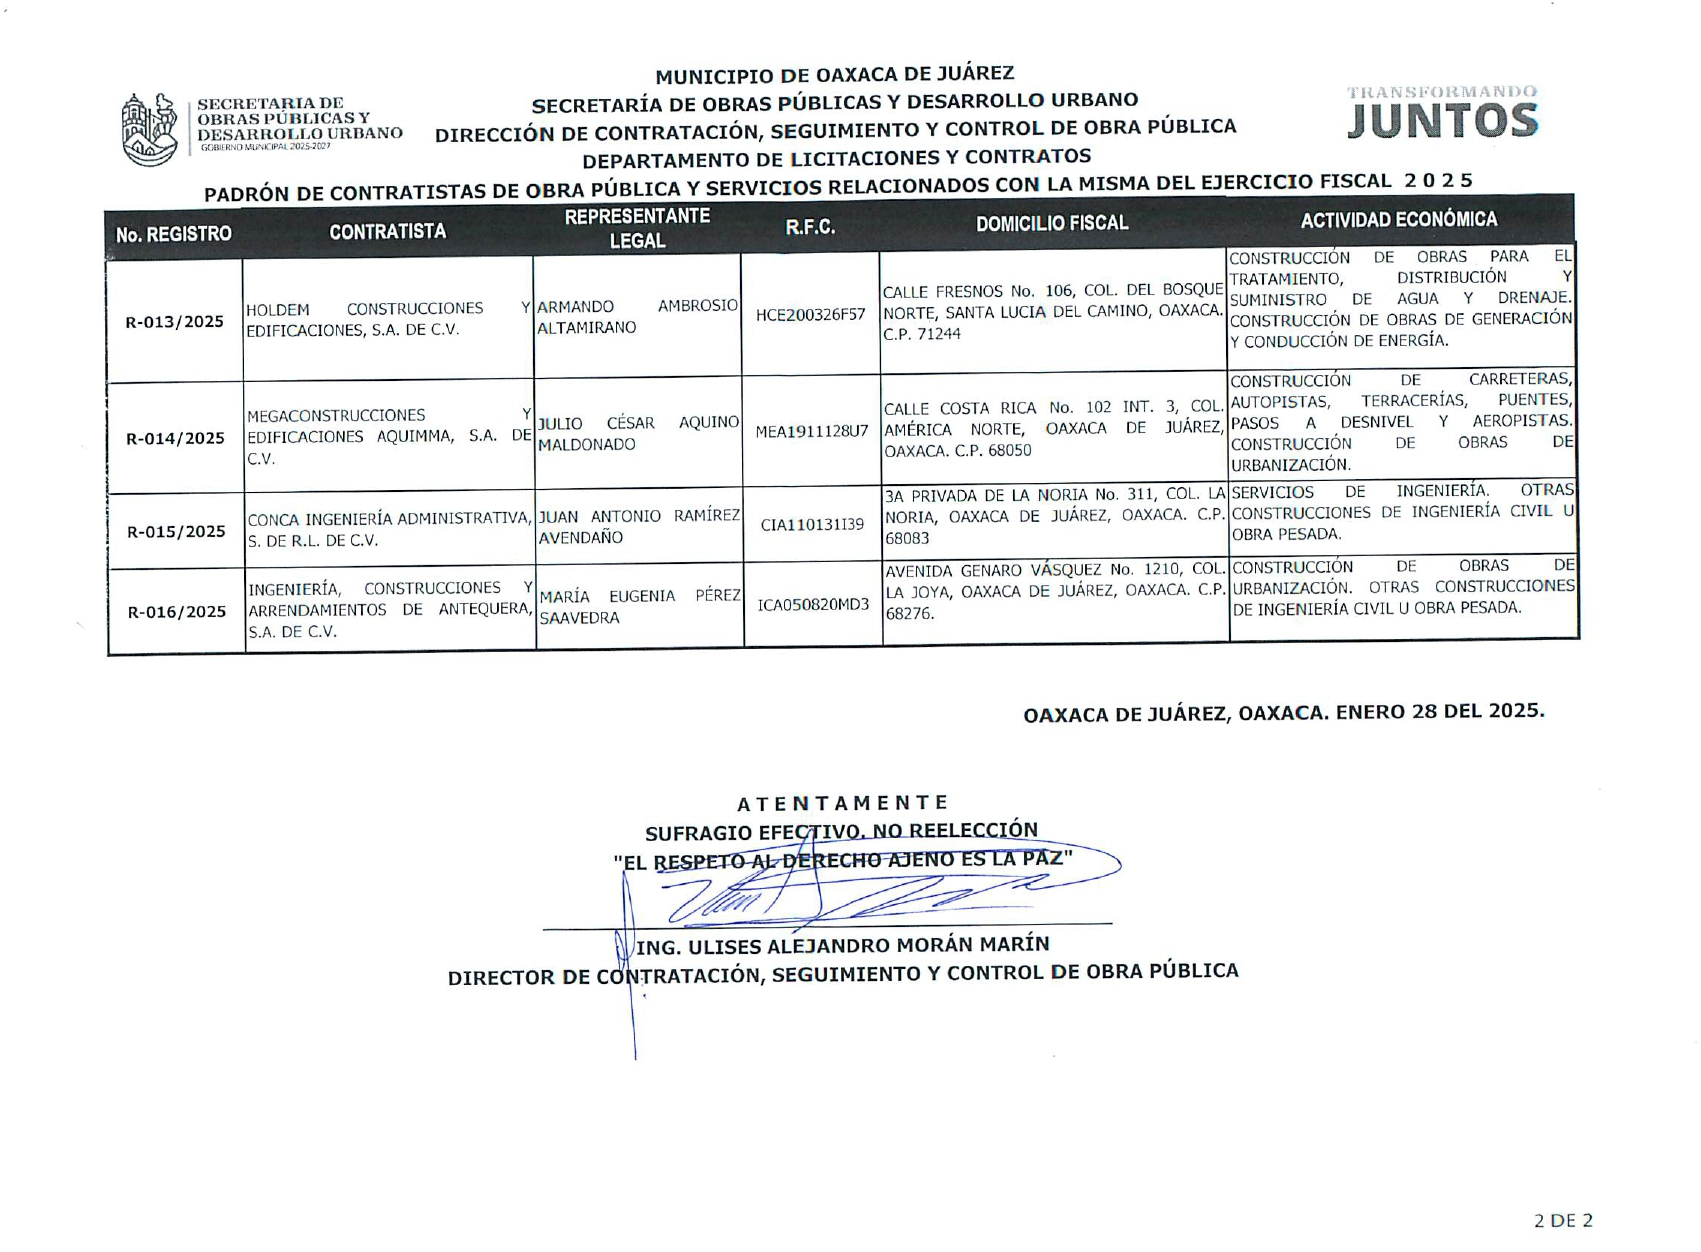 SECRETARIA DE
OBRAS PÚBLICAS Y
DESARROLLO URBANO
GOBIERNO MUNICIPAL 2025-2027
MUNICIPIO DE OAXACA DE JUÁREZ
SECRETARÍA DE OBRAS PÚBLICAS Y DESARROLLO URBANO
DIRECCIÓN DE CONTRATACIÓN, SEGUIMIENTO Y CONTROL DE OBRA PÚBLICA
DEPARTAMENTO DE LICITACIONES Y CONTRATOS
PADRÓN DE CONTRATISTAS DE OBRA PÚBLICA Y SERVICIOS RELACIONADOS CON LA MISMA DEL EJERCICIO FISCAL 2 0 2 5
TRANSFORMANDO
JUNTOS
No. REGISTRO
CONTRATISTA
REPRESENTANTE
LEGAL
R.F.C.
DOMICILIO FISCAL
ACTIVIDAD ECONÓMICA
R-013/2025
HOLDEM CONSTRUCCIONES Y
EDIFICACIONES, S.A. DE C.V.
ARMANDO AMBROSIO
ALTAMIRANO
HCE200326F57
CALLE FRESNOS No. 106, COL. DEL BOSQUE
NORTE, SANTA LUCIA DEL CAMINO, OAXACA.
C.P. 71244
CONSTRUCCIÓN DE OBRAS PARA EL
TRATAMIENTO, DISTRIBUCIÓN Y
SUMINISTRO DE AGUA Y DRENAJE.
CONSTRUCCIÓN DE OBRAS DE GENERACIÓN
Y CONDUCCIÓN DE ENERGÍA.
R-014/2025
MEGACONSTRUCCIONES Y
EDIFICACIONES AQUIMMA, S.A. DE
C.V.
JULIO CÉSAR AQUINO
MALDONADO
MEA1911128U7
CALLE COSTA RICA No. 102 INT. 3, COL.
AMÉRICA NORTE, OAXACA DE JUÁREZ,
OAXACA. C.P. 68050
CONSTRUCCIÓN DE CARRETERAS,
AUTOPISTAS, TERRACERÍAS, PUENTES,
PASOS A DESNIVEL Y AEROPISTAS.
CONSTRUCCIÓN DE OBRAS DE
URBANIZACIÓN.
R-015/2025
CONCA INGENIERÍA ADMINISTRATIVA,
S. DE R.L. DE C.V.
JUAN ANTONIO RAMÍREZ
AVENDAÑO
CIA110131I39
3A PRIVADA DE LA NORIA No. 311, COL. LA
NORIA, OAXACA DE JUÁREZ, OAXACA. C.P.
68083
SERVICIOS DE INGENIERÍA. OTRAS
CONSTRUCCIONES DE INGENIERÍA CIVIL U
OBRA PESADA.
R-016/2025
INGENIERÍA, CONSTRUCCIONES Y
ARRENDAMIENTOS DE ANTEQUERA,
S.A. DE C.V.
MARÍA EUGENIA PÉREZ
SAAVEDRA
ICA050820MD3
AVENIDA GENARO VÁSQUEZ No. 1210, COL.
LA JOYA, OAXACA DE JUÁREZ, OAXACA. C.P.
68276.
CONSTRUCCIÓN DE OBRAS DE
URBANIZACIÓN. OTRAS CONSTRUCCIONES
DE INGENIERÍA CIVIL U OBRA PESADA.
OAXACA DE JUÁREZ, OAXACA. ENERO 28 DEL 2025.
A T E N T A M E N T E
SUFRAGIO EFECTIVO. NO REELECCIÓN
"EL RESPETO AL DERECHO AJENO ES LA PAZ"
ING. ULISES ALEJANDRO MORÁN MARÍN
DIRECTOR DE CONTRATACIÓN, SEGUIMIENTO Y CONTROL DE OBRA PÚBLICA
2 DE 2